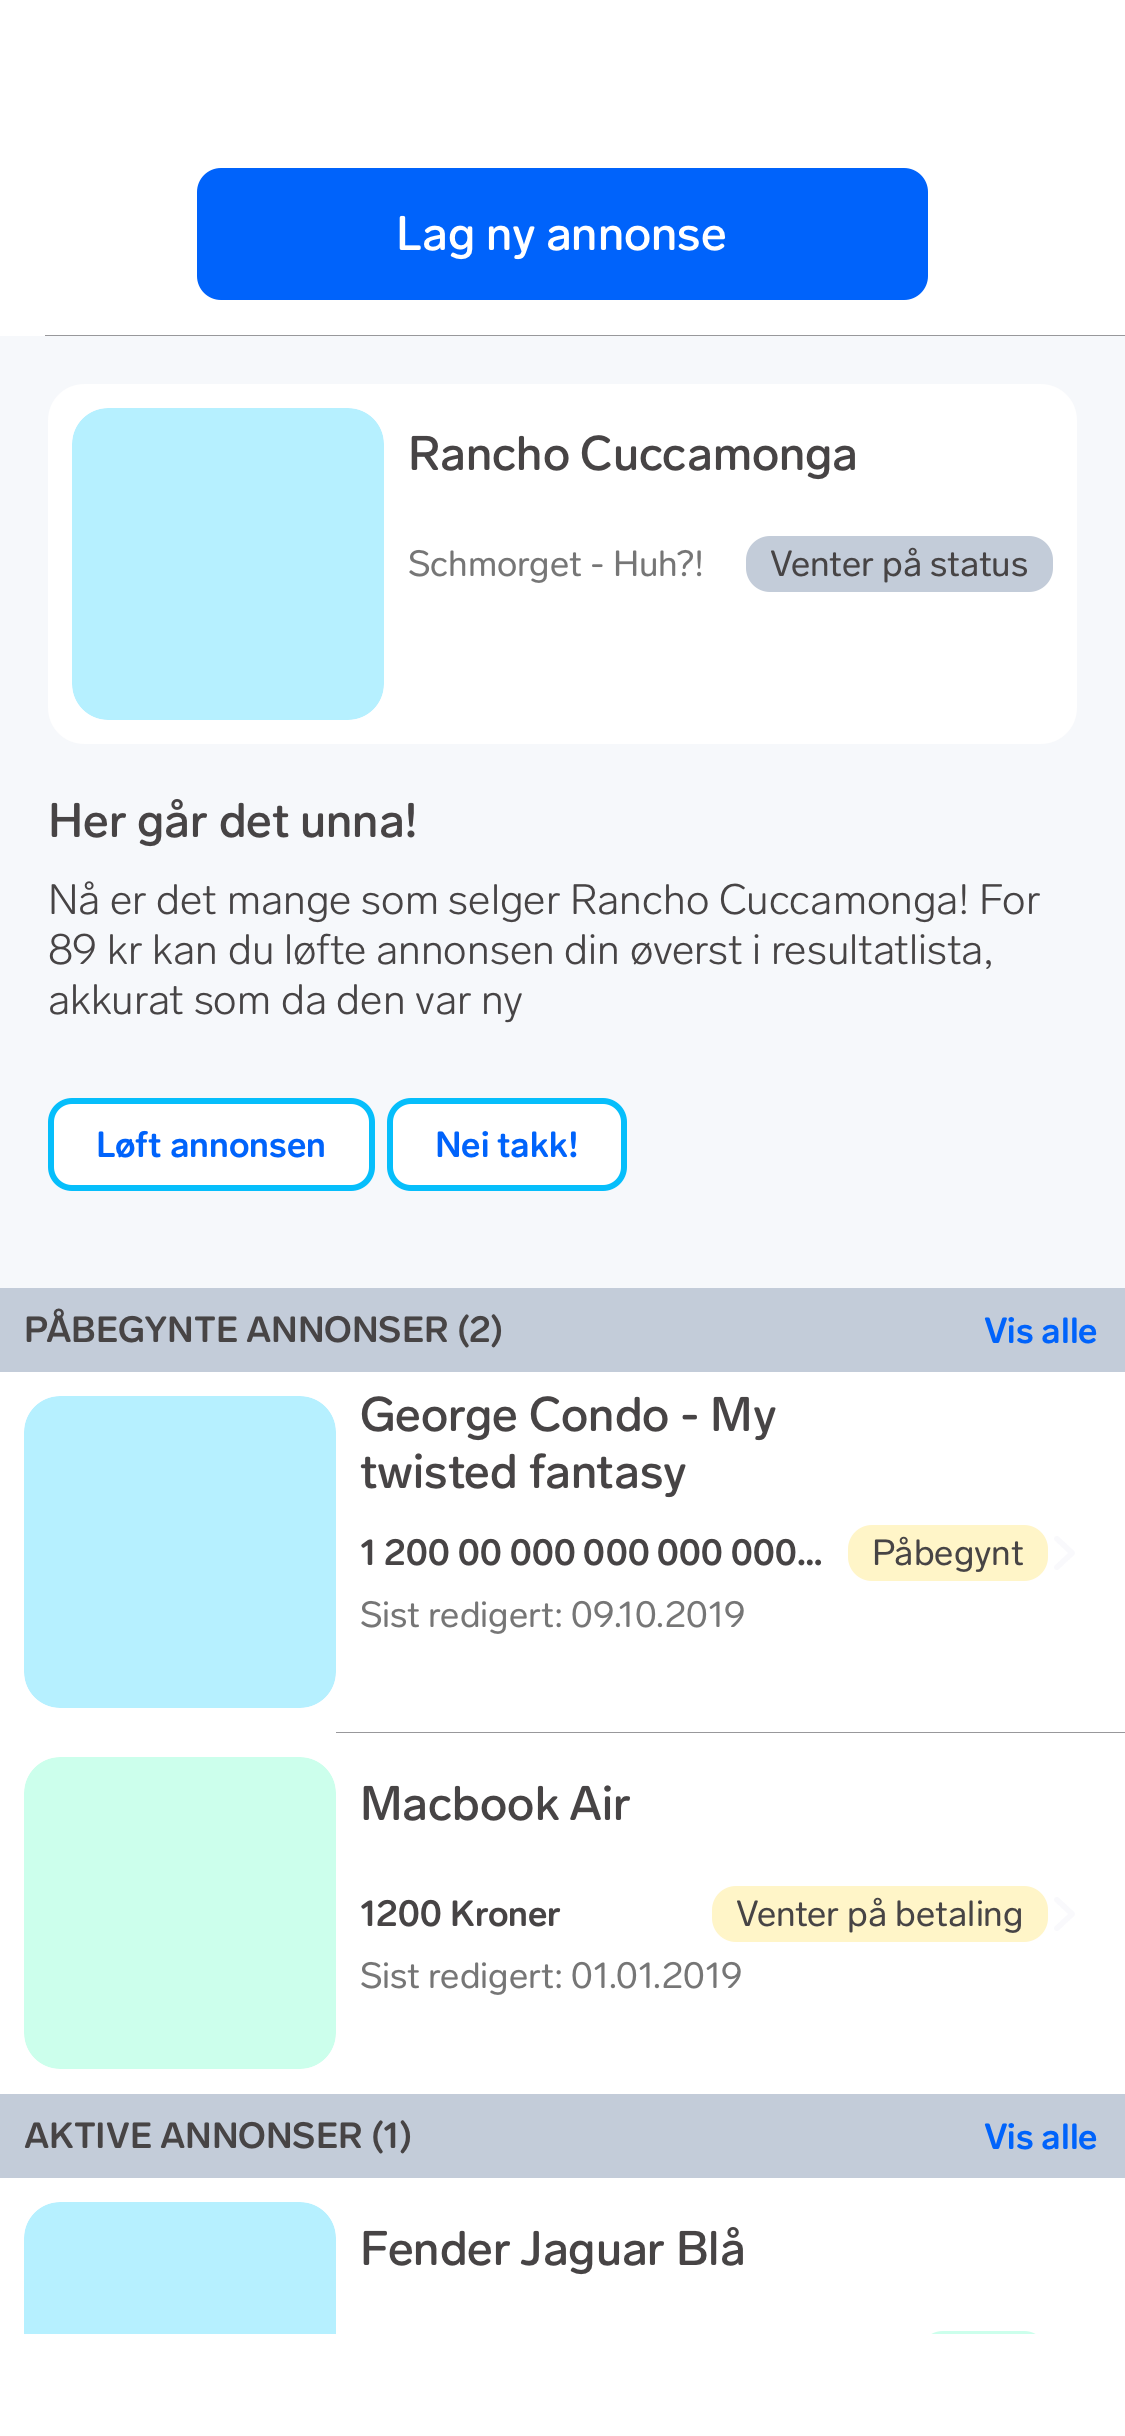 Lag ny annonse
Rancho Cuccamonga
Schmorget - Huh?!
Venter på status
Her går det unna!
Nå er det mange som selger Rancho Cuccamonga! For
89 kr kan du løfte annonsen din øverst i resultatlista,
akkurat som da den var ny
Løft annonsen
Nei takk!
PÅBEGYNTE ANNONSER (2)
Vis alle
George Condo - My
twisted fantasy
1 200 00 000 000 000 000...
Påbegynt
Sist redigert: 09.10.2019
Macbook Air
1200 Kroner
Venter på betaling
Sist redigert: 01.01.2019
AKTIVE ANNONSER (1)
Vis alle
Fender Jaguar Blå